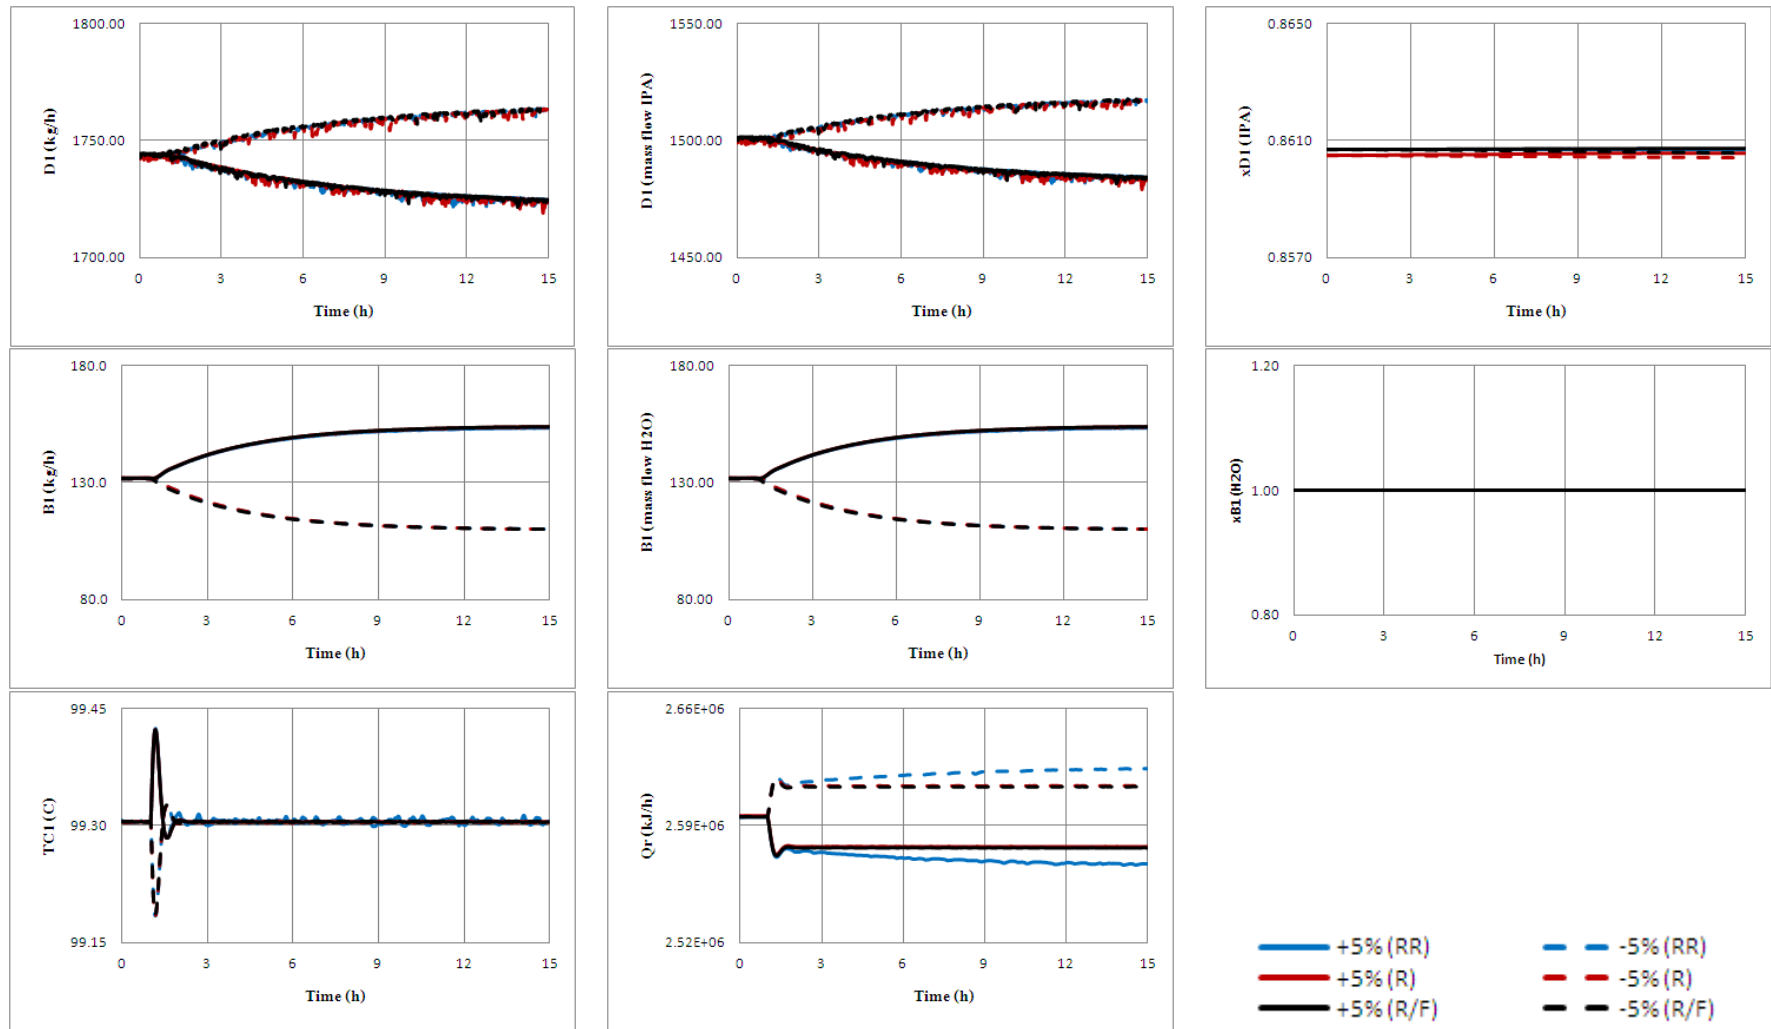 1800.00
1750.00
1700.00
D1 (kg/h)
0 3 6 9 12 15
Time (h)
1550.00
1500.00
1450.00
D1 (mass flow IPA)
0 3 6 9 12 15
Time (h)
0.8650
0.8610
0.8570
xD1 (IPA)
0 3 6 9 12 15
Time (h)
180.0
130.0
80.0
B1 (kg/h)
0 3 6 9 12 15
Time (h)
180.00
130.00
80.00
B1 (mass flow H2O)
0 3 6 9 12 15
Time (h)
1.20
1.00
0.80
xB1 (H2O)
0 3 6 9 12 15
Time (h)
99.45
99.30
99.15
TC1 (C)
0 3 6 9 12 15
Time (h)
2.66E+06
2.59E+06
2.52E+06
Qr (kJ/h)
0 3 6 9 12 15
Time (h)
+5% (RR) -5% (RR)
+5% (R) -5% (R)
+5% (R/F) -5% (R/F)